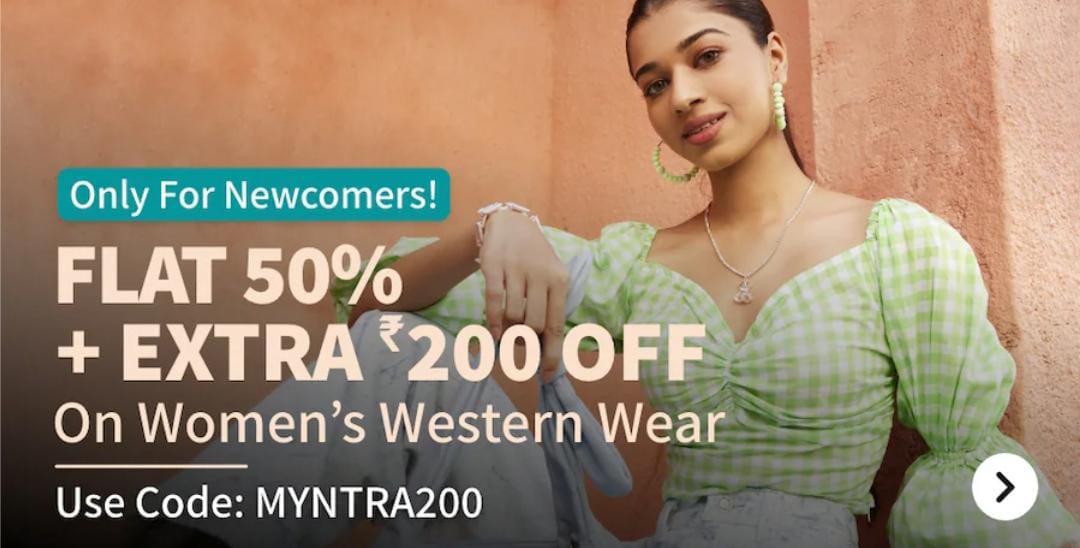 Only For Newcomers!
FLAT 50%
+ EXTRA ₹200 OFF
On Women’s Western Wear
Use Code: MYNTRA200